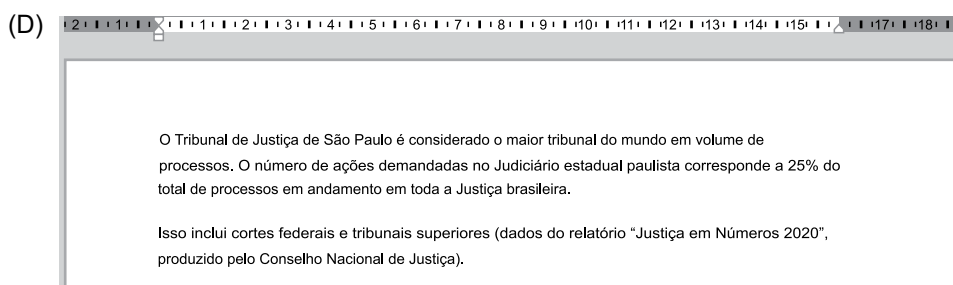 (D)
2 1 1 2 3 4 5 6 7 8 9 10 11 12 13 14 15 17 18
O Tribunal de Justiça de São Paulo é considerado o maior tribunal do mundo em volume de
processos. O número de ações demandadas no Judiciário estadual paulista corresponde a 25% do
total de processos em andamento em toda a Justiça brasileira.
Isso inclui cortes federais e tribunais superiores (dados do relatório “Justiça em Números 2020”,
produzido pelo Conselho Nacional de Justiça).